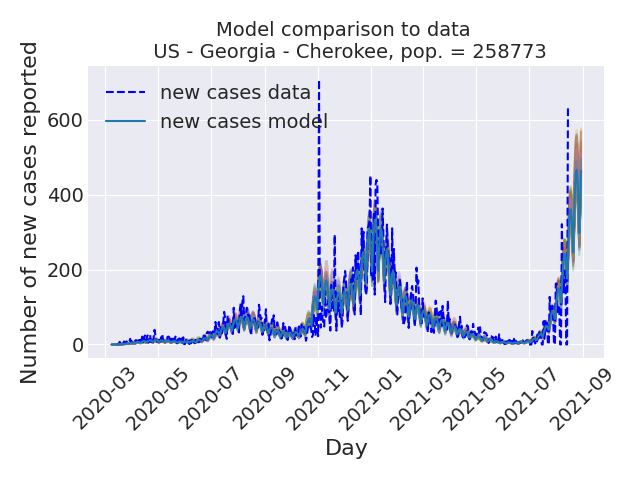 Model comparison to data
US - Georgia - Cherokee, pop. = 258773
Number of new cases reported
new cases data
new cases model
600
400
200
0
2020-03
2020-05
2020-07
2020-09
2020-11
2021-01
2021-03
2021-05
2021-07
2021-09
Day